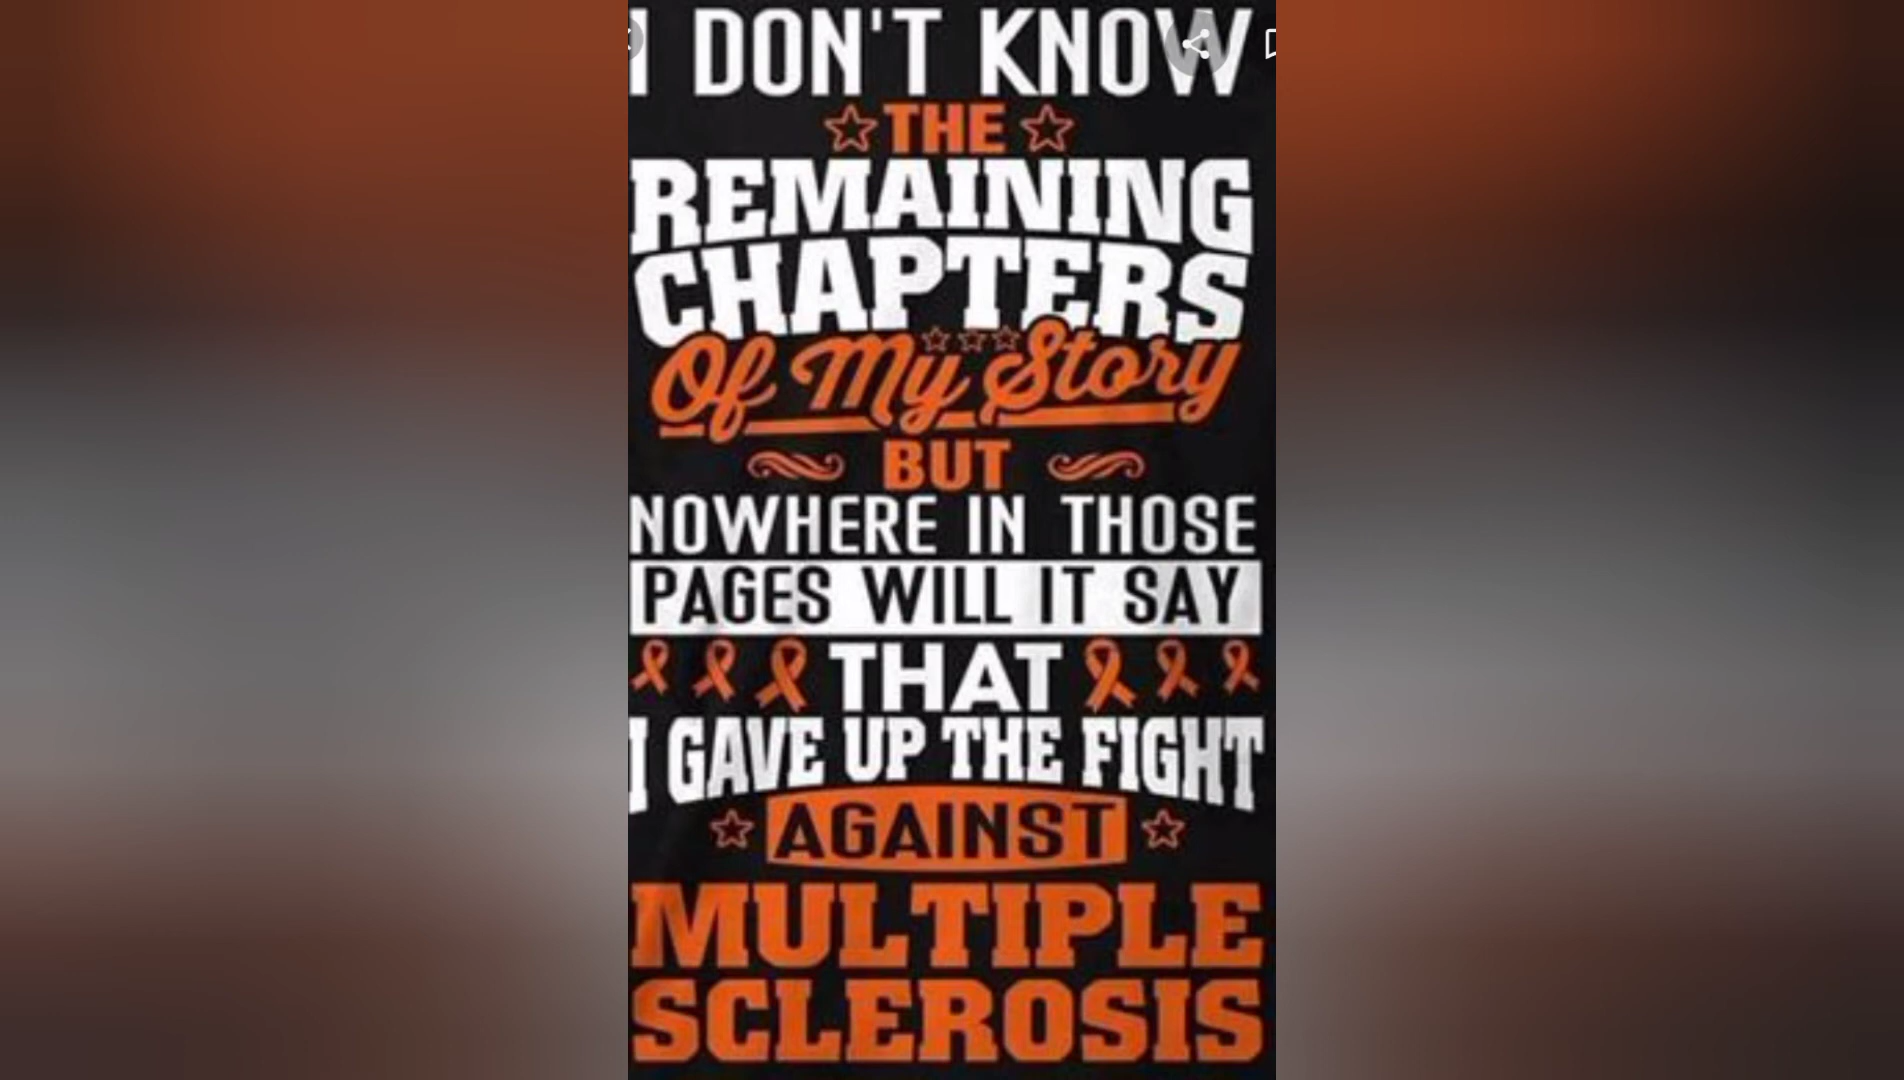 I DON'T KNOW
THE
REMAINING
CHAPTERS
Of My Story
BUT
NOWHERE IN THOSE
PAGES WILL IT SAY
THAT
I GAVE UP THE FIGHT
AGAINST
MULTIPLE
SCLEROSIS